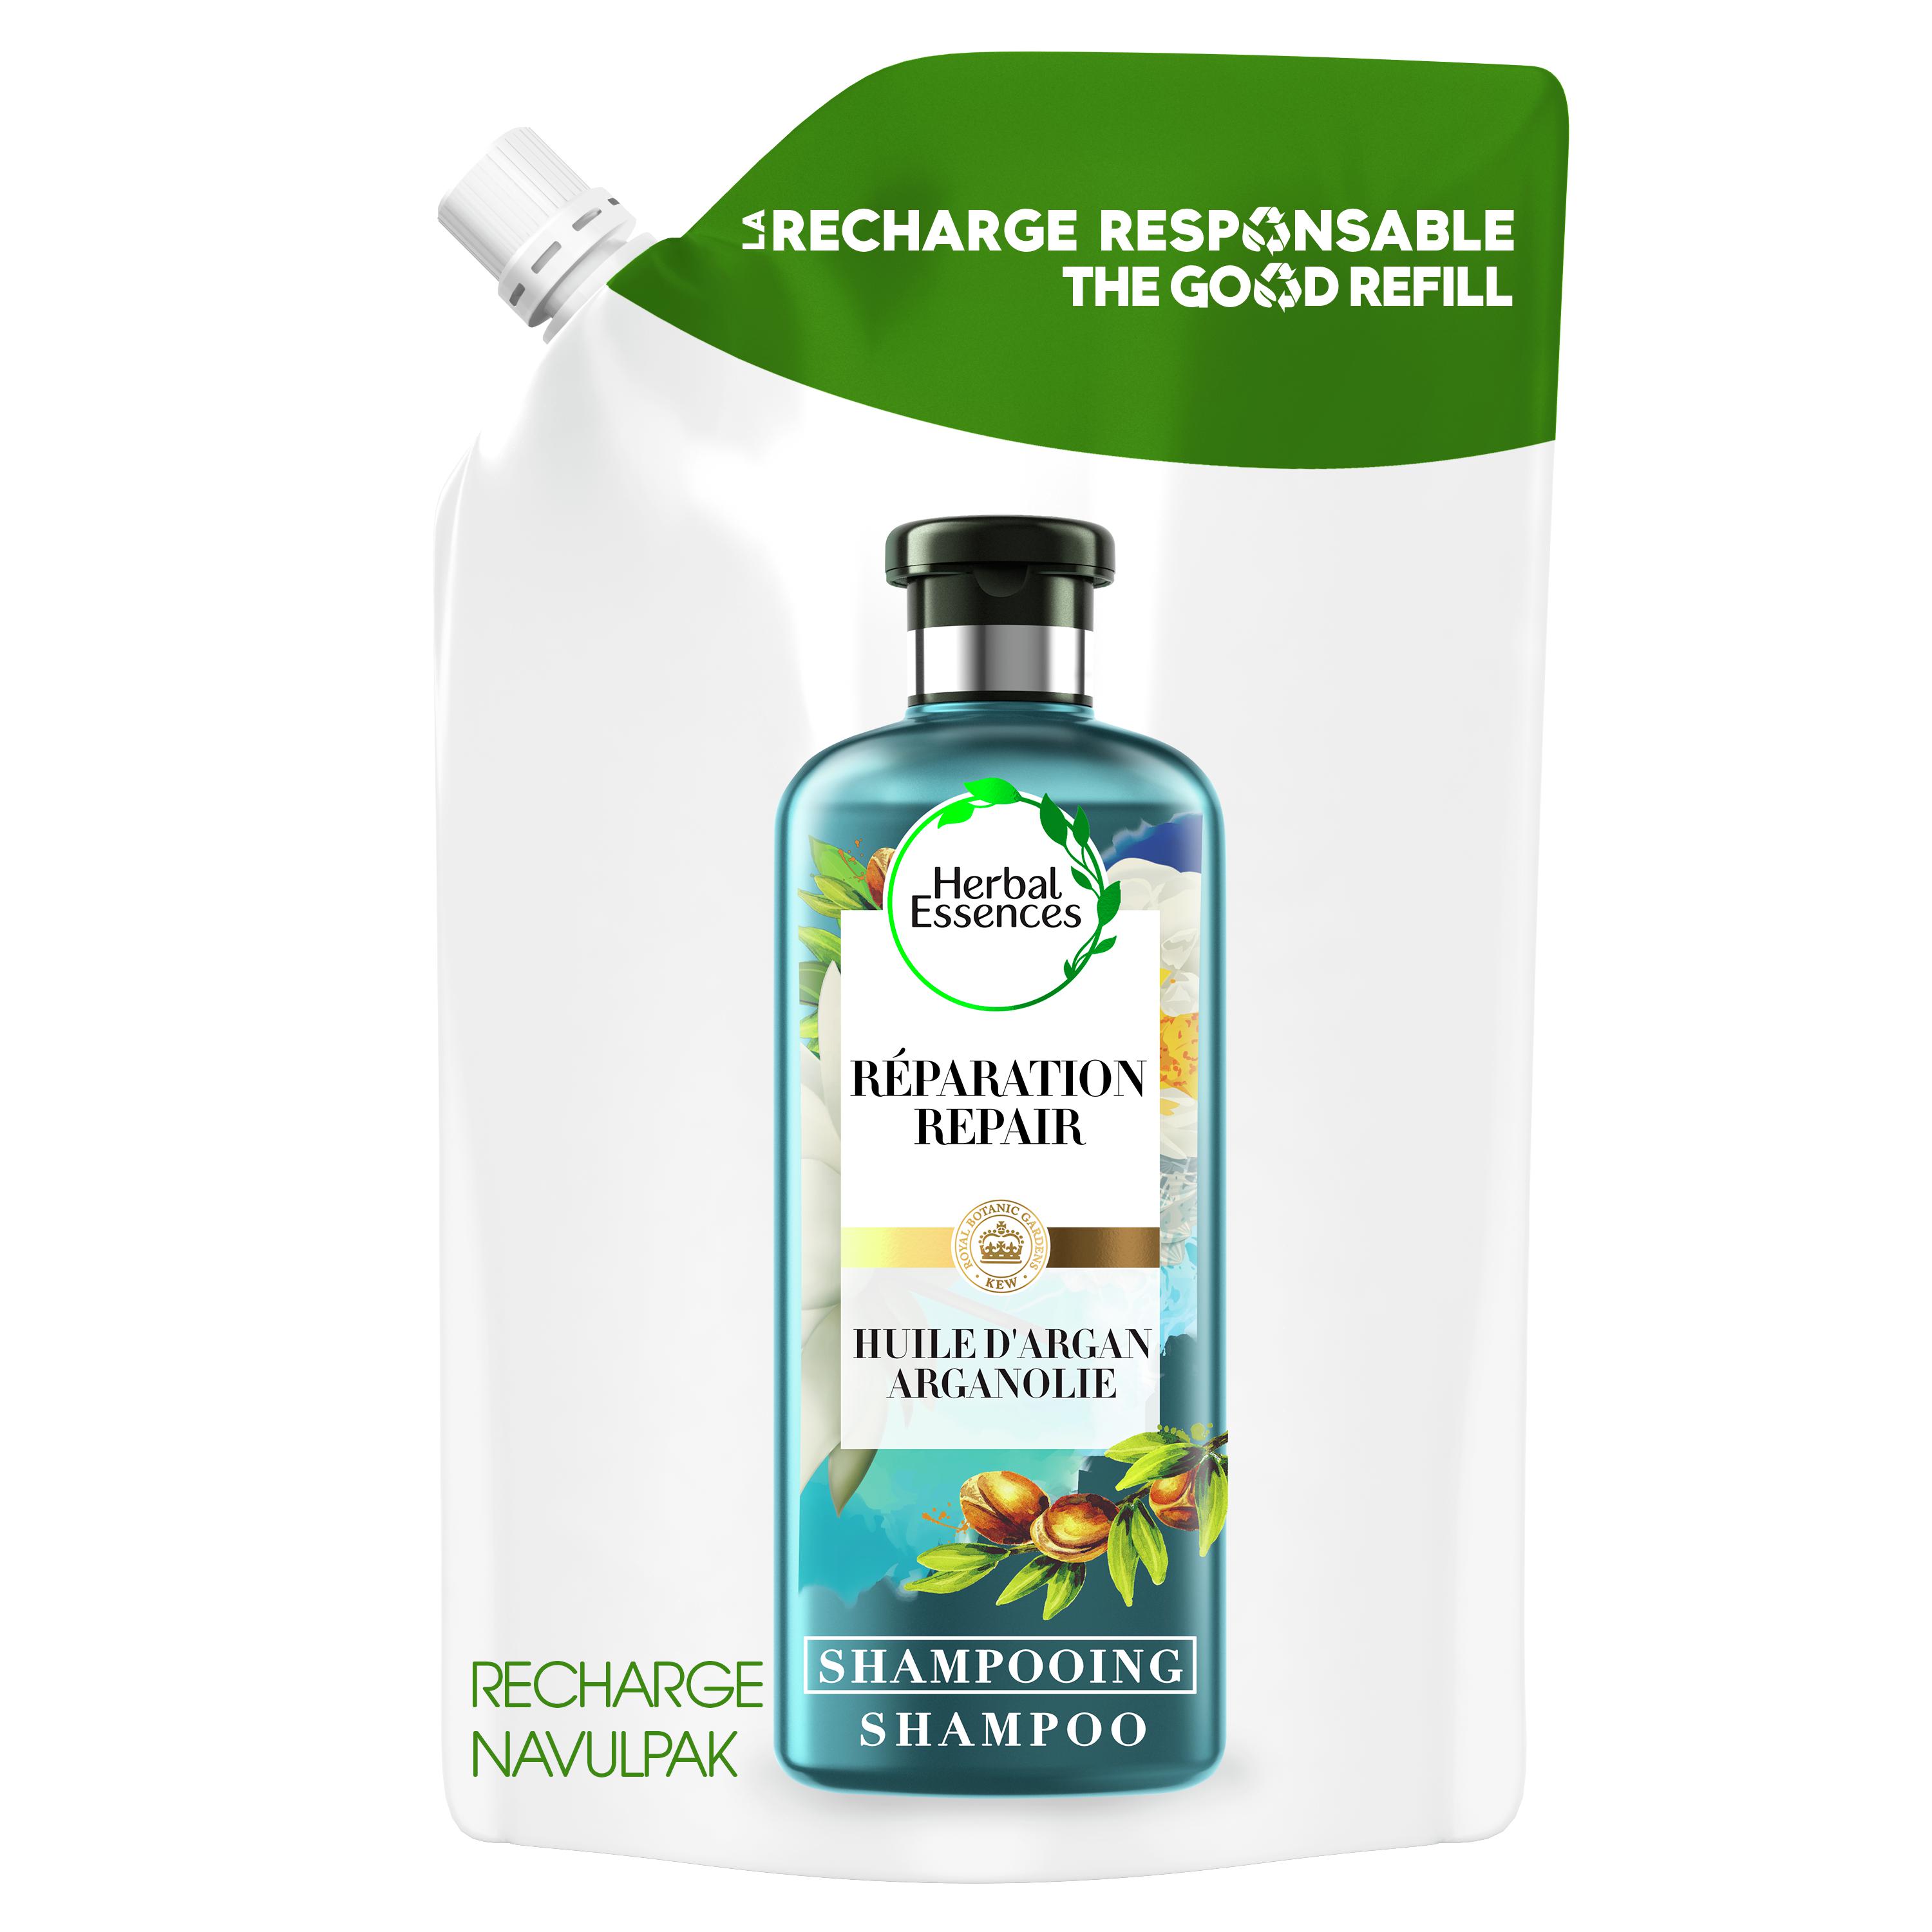 LA RECHARGE RESPONSABLE
THE GOOD REFILL
Herbal
Essences
RÉPARATION
REPAIR
ROYAL BOTANIC GARDENS
• KEW •
HUILE D'ARGAN
ARGANOLIE
SHAMPOOING
SHAMPOO
RECHARGE
NAVULPAK